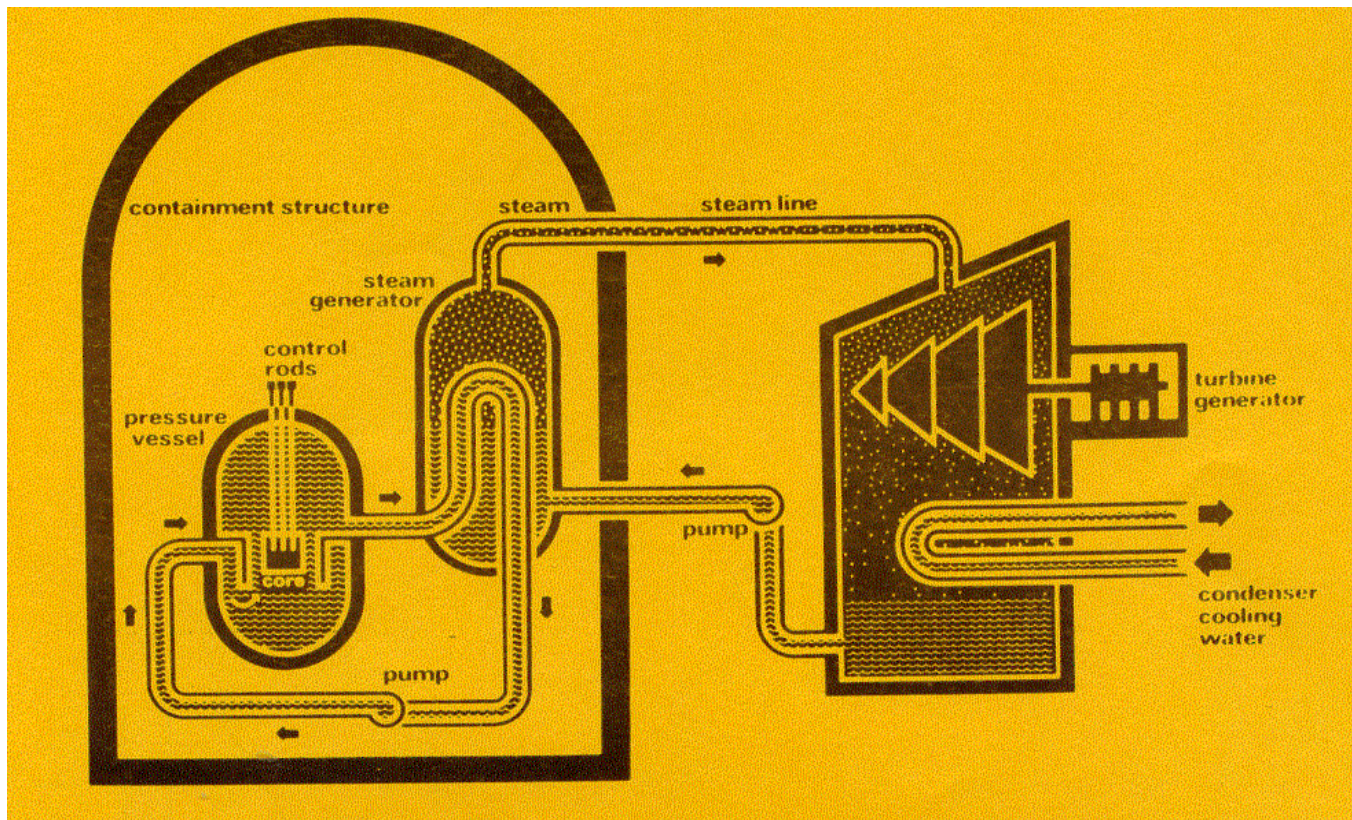 containment structure
steam
steam line
steam
generator
control
rods
pressure
vessel
turbine
generator
pump
core
condenser
cooling
water
pump